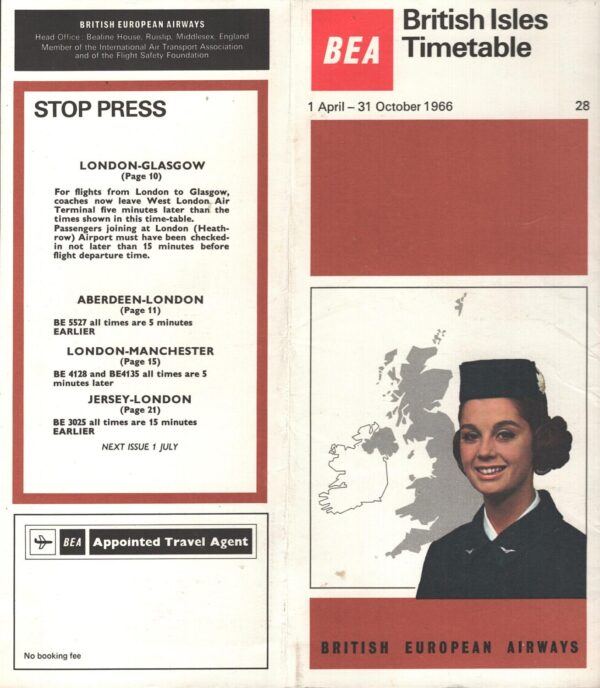 BRITISH EUROPEAN AIRWAYS
Head Office: Bealine House, Ruislip, Middlesex, England
Member of the International Air Transport Association
and of the Flight Safety Foundation
STOP PRESS
LONDON-GLASGOW
(Page 10)
For flights from London to Glasgow,
coaches now leave West London Air
Terminal five minutes later than the
times shown in this time-table.
Passengers joining at London (Heath-
row) Airport must have been checked-
in not later than 15 minutes before
flight departure time.
ABERDEEN-LONDON
(Page 11)
BE 5527 all times are 5 minutes
EARLIER
LONDON-MANCHESTER
(Page 15)
BE 4128 and BE4135 all times are 5
minutes later
JERSEY-LONDON
(Page 21)
BE 3025 all times are 15 minutes
EARLIER
NEXT ISSUE 1 JULY
BEA Appointed Travel Agent
No booking fee
BEA
British Isles
Timetable
1 April – 31 October 1966 28
BRITISH EUROPEAN AIRWAYS